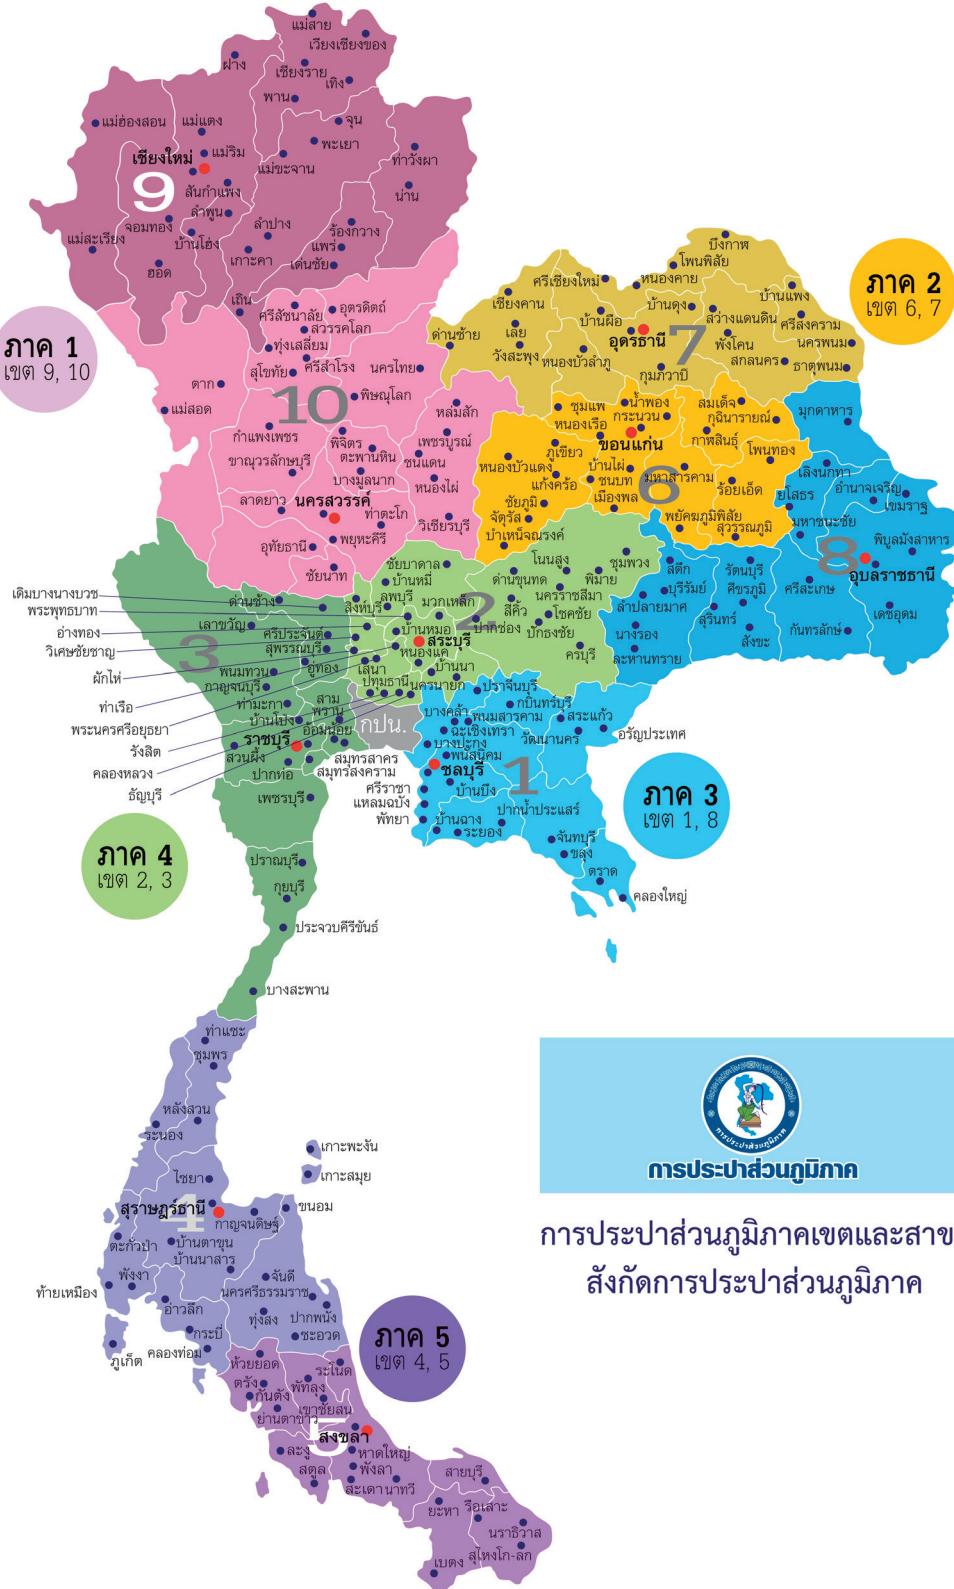 แม่สาย
เวียงเชียงของ
ฝาง
เชียงราย
เทิง
พาน
แม่ฮ่องสอน
แม่แตง
จุน
พะเยา
เชียงใหม่
แม่ริม
แม่ขะจาน
ท่าวังผา
9
สันกำแพง
น่าน
ลำพูน
จอมทอง
ลำปาง
ร้องกวาง
แม่สะเรียง
บ้านโฮ่ง
แพร่
เกาะคา
เด่นชัย
ฮอด
เถิน
ภาค 1
เขต 9, 10
ศรีสัชนาลัย
อุตรดิตถ์
สวรรคโลก
ทุ่งเสลี่ยม
ศรีสำโรง
สุโขทัย
นครไทย
ตาก
10
พิษณุโลก
แม่สอด
หล่มสัก
กำแพงเพชร
พิจิตร
เพชรบูรณ์
ตะพานหิน
ขาณุวรลักษบุรี
ชนแดน
บางมูลนาก
หนองไผ่
ลาดยาว
นครสวรรค์
ท่าตะโก
วิเชียรบุรี
พยุหะคีรี
อุทัยธานี
ชัยนาท
บึงกาฬ
โพนพิสัย
หนองคาย
ศรีเชียงใหม่
เชียงคาน
บ้านดุง
บ้านแพง
ภาค 2
เขต 6, 7
สว่างแดนดิน
ศรีสงคราม
บ้านผือ
เลย
อุดรธานี
7
ด่านซ้าย
พังโคน
นครพนม
วังสะพุง
หนองบัวลำภู
สกลนคร
ธาตุพนม
กุมภวาปี
ชุมแพ
น้ำพอง
สมเด็จ
มุกดาหาร
กระนวน
กุฉินารายณ์
หนองเรือ
ขอนแก่น
กาฬสินธุ์
ภูเขียว
โพนทอง
หนองบัวแดง
บ้านไผ่
เลิงนกทา
แก้งคร้อ
ชนบท
มหาสารคาม
6
ร้อยเอ็ด
ชัยภูมิ
เมืองพล
ยโสธร
อำนาจเจริญ
เขมราฐ
จัตุรัส
พยัคฆภูมิพิสัย
มหาชนะชัย
บำเหน็จณรงค์
สุวรรณภูมิ
พิบูลมังสาหาร
8
อุบลราชธานี
โนนสูง
ชุมพวง
สตึก
รัตนบุรี
ชัยบาดาล
ด่านขุนทด
พิมาย
ศรีสะเกษ
บ้านหมี่
นครราชสีมา
บุรีรัมย์
ศีขรภูมิ
เดิมบางนางบวช
ด่านช้าง
ลพบุรี
ลำปลายมาศ
สิงห์บุรี
มวกเหล็ก
สีคิ้ว
เดชอุดม
พระพุทธบาท
2
โชคชัย
เลาขวัญ
ปากช่อง
สุรินทร์
อ่างทอง
ศรีประจันต์
บ้านหมอ
ปักธงชัย
นางรอง
กันทรลักษ์
3
สระบุรี
สังขะ
วิเศษชัยชาญ
สุพรรณบุรี
หนองแค
ครบุรี
ละหานทราย
เสนา
อู่ทอง
บ้านนา
ผักไห่
พนมทวน
ปทุมธานี
นครนายก
กาญจนบุรี
ปราจีนบุรี
ท่าเรือ
ท่ามะกา
สาม
พราน
กบินทร์บุรี
พระนครศรีอยุธยา
บ้านโป่ง
บางคล้า
พนมสารคาม
สระแก้ว
รังสิต
ราชบุรี
อ้อมน้อย
กปน.
ฉะเชิงเทรา
อรัญประเทศ
สวนผึ้ง
บางปะกง
วัฒนานคร
คลองหลวง
สมุทรสาคร
พนัสนิคม
ปากท่อ
สมุทรสงคราม
ชลบุรี
ธัญบุรี
ศรีราชา
บ้านบึง
1
เพชรบุรี
แหลมฉบัง
ปากน้ำประแสร์
ภาค 3
เขต 1, 8
พัทยา
บ้านฉาง
ระยอง
จันทบุรี
ภาค 4
เขต 2, 3
ขลุง
ปราณบุรี
ตราด
กุยบุรี
คลองใหญ่
ประจวบคีรีขันธ์
บางสะพาน
ท่าแซะ
ชุมพร
หลังสวน
ระนอง
เกาะพะงัน
ไชยา
เกาะสมุย
สุราษฎร์ธานี
ขนอม
4
กาญจนดิษฐ์
ตะกั่วป่า
บ้านตาขุน
บ้านนาสาร
พังงา
จันดี
ท้ายเหมือง
นครศรีธรรมราช
อ่าวลึก
ทุ่งสง
ปากพนัง
กระบี่
ชะอวด
ภูเก็ต
คลองท่อม
ภาค 5
เขต 4, 5
ห้วยยอด
ระโนด
ตรัง
พัทลุง
กันตัง
เขาชัยสน
ย่านตาขาว
5
สงขลา
ละงู
หาดใหญ่
สตูล
พังลา
สายบุรี
สะเดา
นาทวี
ยะหา
รือเสาะ
นราธิวาส
เบตง
สุไหงโก-ลก
การประปาส่วนภูมิภาค
การประปาส่วนภูมิภาค
การประปาส่วนภูมิภาคเขตและสาข
สังกัดการประปาส่วนภูมิภาค